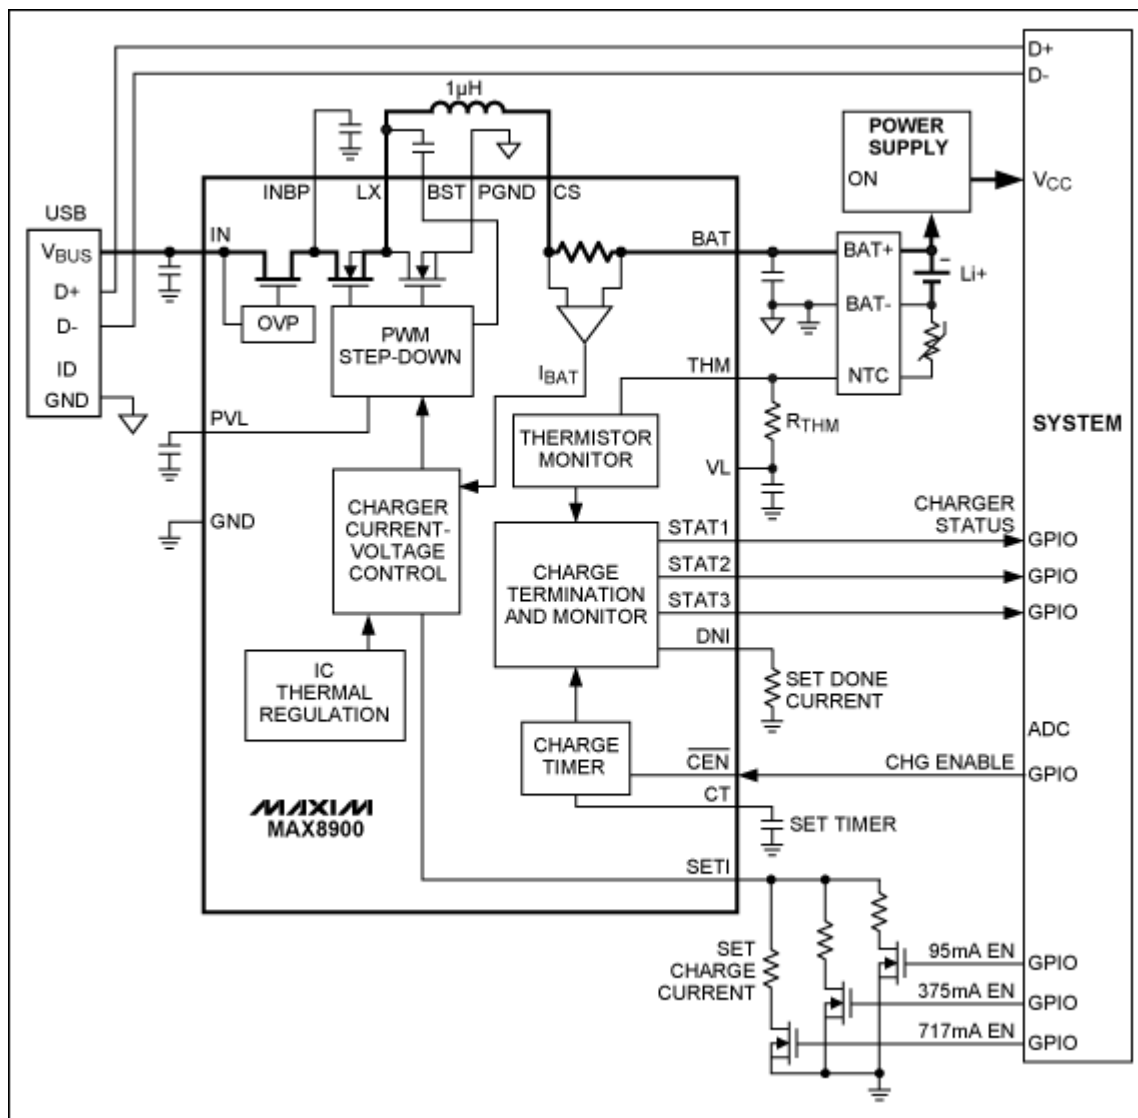 D+
D-
1µH
POWER
SUPPLY
ON
VCC
INBP
LX
BST
PGND
CS
USB
VBUS
D+
D-
ID
GND
IN
BAT
BAT+
BAT-
NTC
Li+
OVP
PWM
STEP-DOWN
IBAT
THM
RTHM
SYSTEM
PVL
THERMISTOR
MONITOR
VL
GND
CHARGER
CURRENT-
VOLTAGE
CONTROL
CHARGER
STATUS
STAT1
GPIO
STAT2
GPIO
STAT3
GPIO
CHARGE
TERMINATION
AND MONITOR
DNI
SET DONE
CURRENT
IC
THERMAL
REGULATION
ADC
CHARGE
TIMER
CEN
CHG ENABLE
GPIO
CT
SET TIMER
MAXIM
MAX8900
SETI
SET
CHARGE
CURRENT
95mA EN
GPIO
375mA EN
GPIO
717mA EN
GPIO